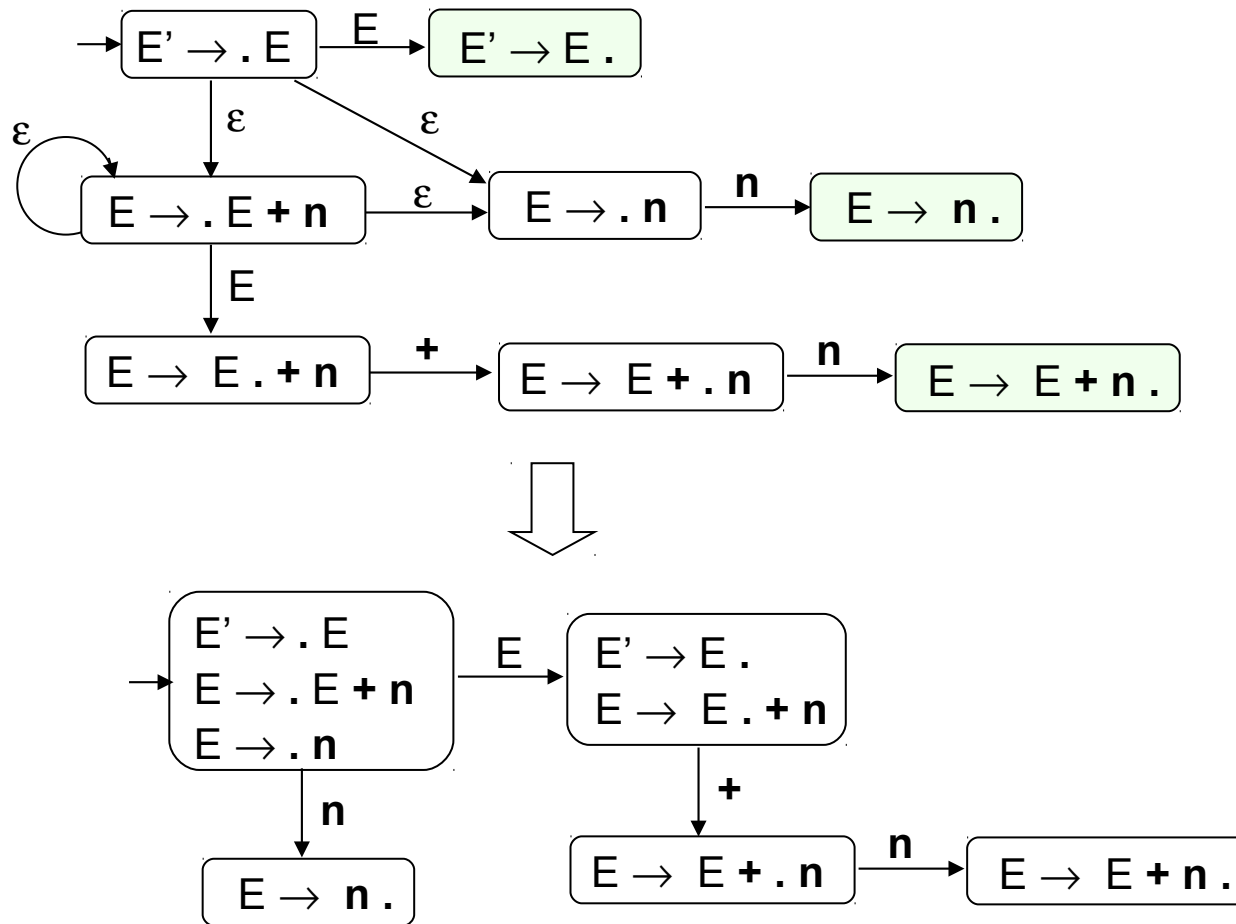 E' → . E
E
E' → E .
ε
ε
ε
E → . E + n
ε
E → . n
n
E → n .
E
E → E . + n
+
E → E + . n
n
E → E + n .
E' → . E
E → . E + n
E → . n
E
E' → E .
E → E . + n
n
+
E → n .
E → E + . n
n
E → E + n .